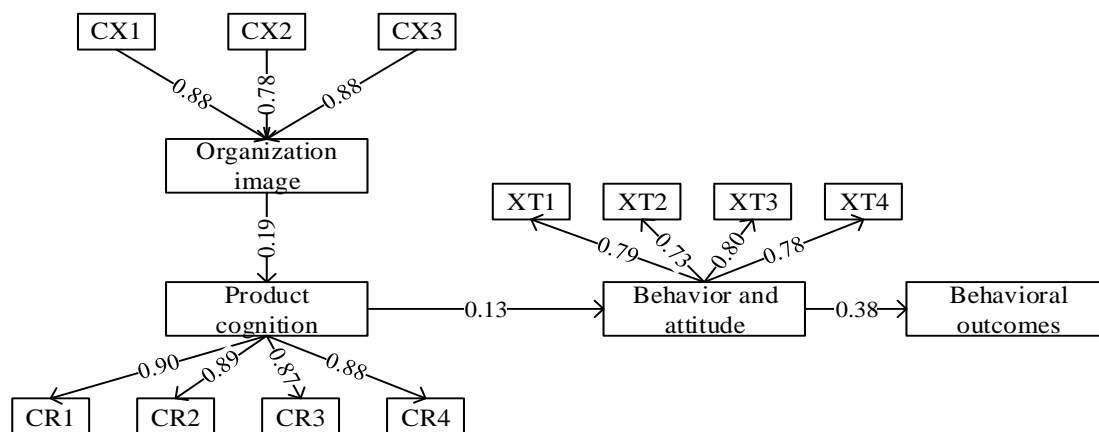 CX1
CX2
CX3
0.88
0.78
0.88
Organization
image
0.19
XT1
XT2
XT3
XT4
0.79
0.73
0.80
0.78
Product
cognition
0.13
Behavior and
attitude
0.38
Behavioral
outcomes
0.90
0.89
0.87
0.88
CR1
CR2
CR3
CR4